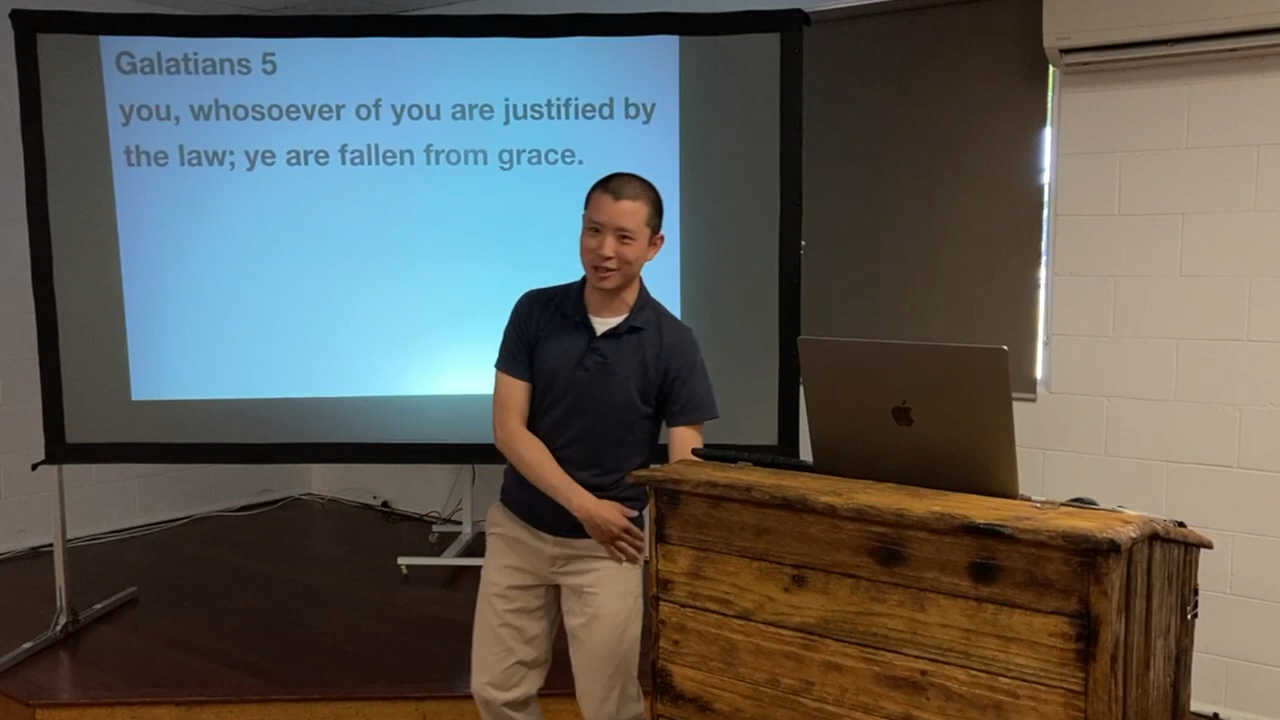 Galatians 5
you, whosoever of you are justified by
the law; ye are fallen from grace.